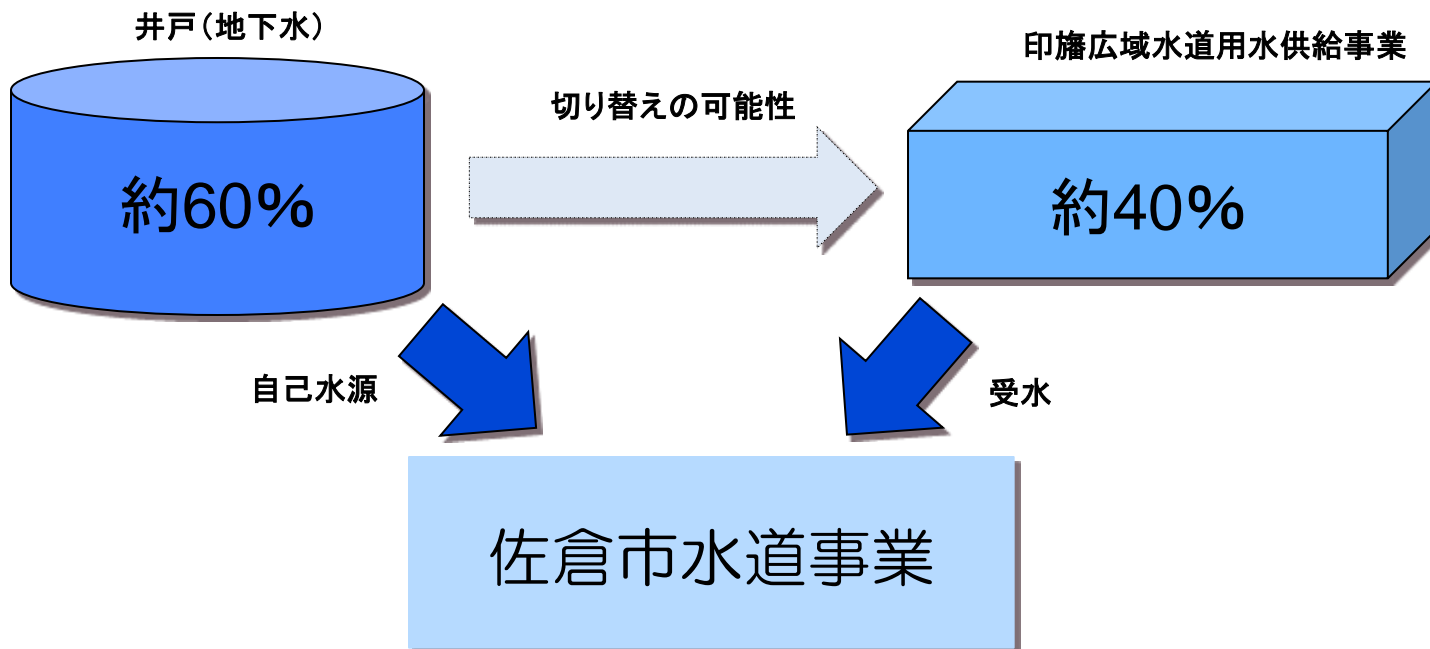 井戸（地下水）
印旛広域水道用水供給事業
切り替えの可能性
約60%
約40%
自己水源
受水
佐倉市水道事業